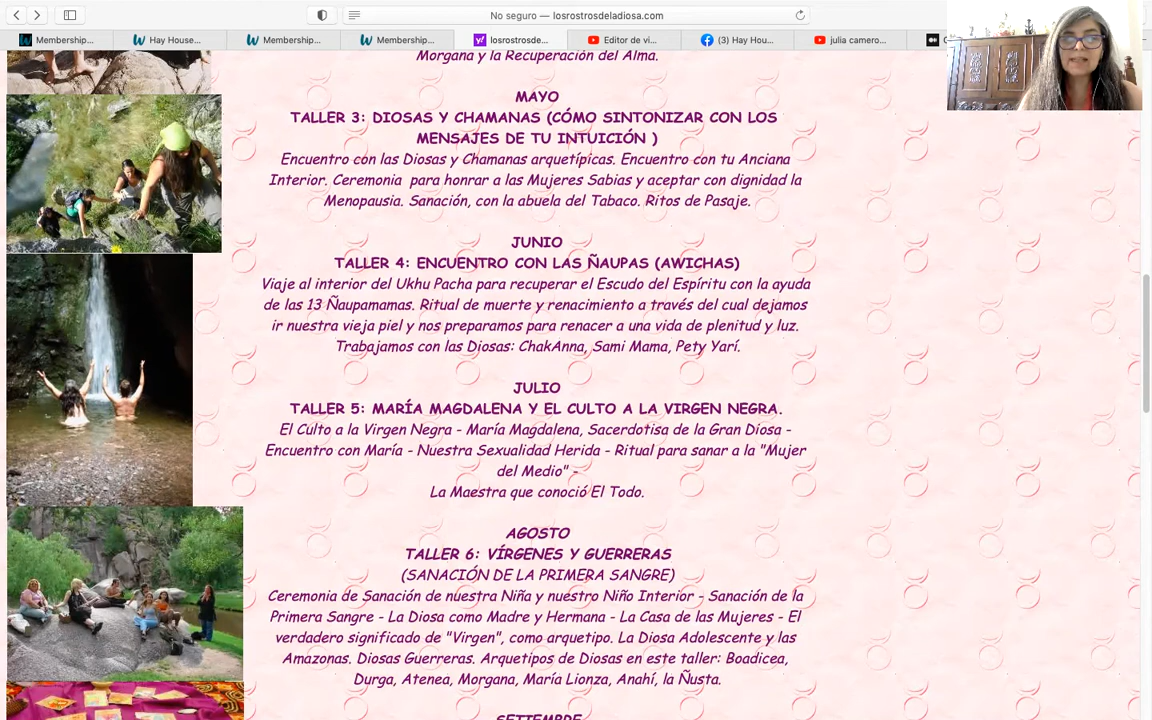 No seguro — losrostrosdeladiosa.com
Membership...
Hay House...
Membership...
Membership...
losrostrosde...
Editor de vi...
(3) Hay Hou...
julia camero...
Morgana y la Recuperación del Alma.
MAYO
TALLER 3: DIOSAS Y CHAMANAS (CÓMO SINTONIZAR CON LOS
MENSAJES DE TU INTUICIÓN )
Encuentro con las Diosas y Chamanas arquetípicas. Encuentro con tu Anciana
Interior. Ceremonia para honrar a las Mujeres Sabias y aceptar con dignidad la
Menopausia. Sanación, con la abuela del Tabaco. Ritos de Pasaje.
JUNIO
TALLER 4: ENCUENTRO CON LAS ÑAUPAS (AWICHAS)
Viaje al interior del Ukhu Pacha para recuperar el Escudo del Espíritu con la ayuda
de las 13 Ñaupamamas. Ritual de muerte y renacimiento a través del cual dejamos
ir nuestra vieja piel y nos preparamos para renacer a una vida de plenitud y luz.
Trabajamos con las Diosas: ChakAnna, Sami Mama, Pety Yarí.
JULIO
TALLER 5: MARÍA MAGDALENA Y EL CULTO A LA VIRGEN NEGRA.
El Culto a la Virgen Negra - María Magdalena, Sacerdotisa de la Gran Diosa -
Encuentro con María - Nuestra Sexualidad Herida - Ritual para sanar a la "Mujer
del Medio" -
La Maestra que conoció El Todo.
AGOSTO
TALLER 6: VÍRGENES Y GUERRERAS
(SANACIÓN DE LA PRIMERA SANGRE)
Ceremonia de Sanación de nuestra Niña y nuestro Niño Interior - Sanación de la
Primera Sangre - La Diosa como Madre y Hermana - La Casa de las Mujeres - El
verdadero significado de "Virgen", como arquetipo. La Diosa Adolescente y las
Amazonas. Diosas Guerreras. Arquetipos de Diosas en este taller: Boadicea,
Durga, Atenea, Morgana, María Lionza, Anahí, la Ñusta.
SETIEMBRE